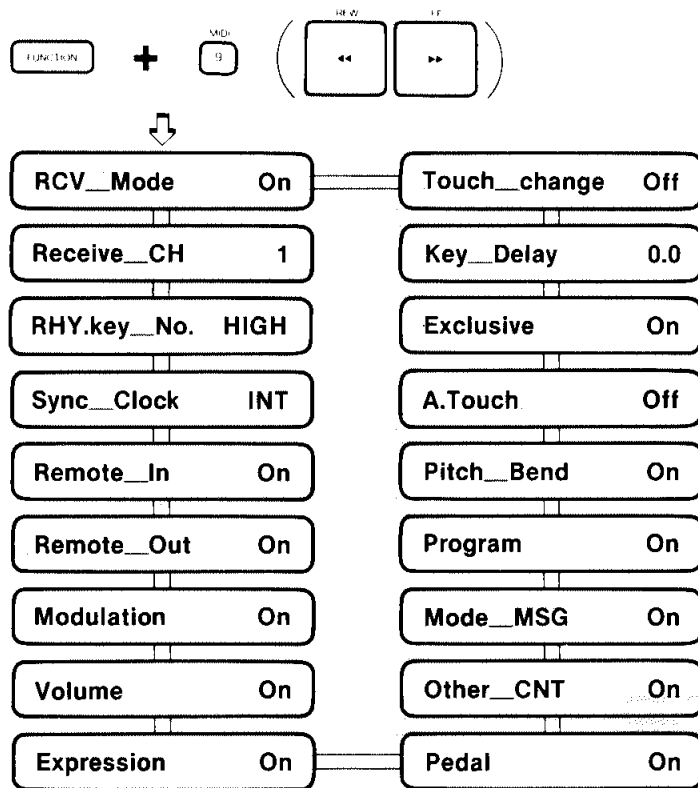 REW FF
MIDI
FUNCTION + 9 ( ◄◄ ►► )
RCV__Mode On
Touch__change Off
Receive__CH 1
Key__Delay 0.0
RHY.key__No. HIGH
Exclusive On
Sync__Clock INT
A.Touch Off
Remote__In On
Pitch__Bend On
Remote__Out On
Program On
Modulation On
Mode__MSG On
Volume On
Other__CNT On
Expression On
Pedal On